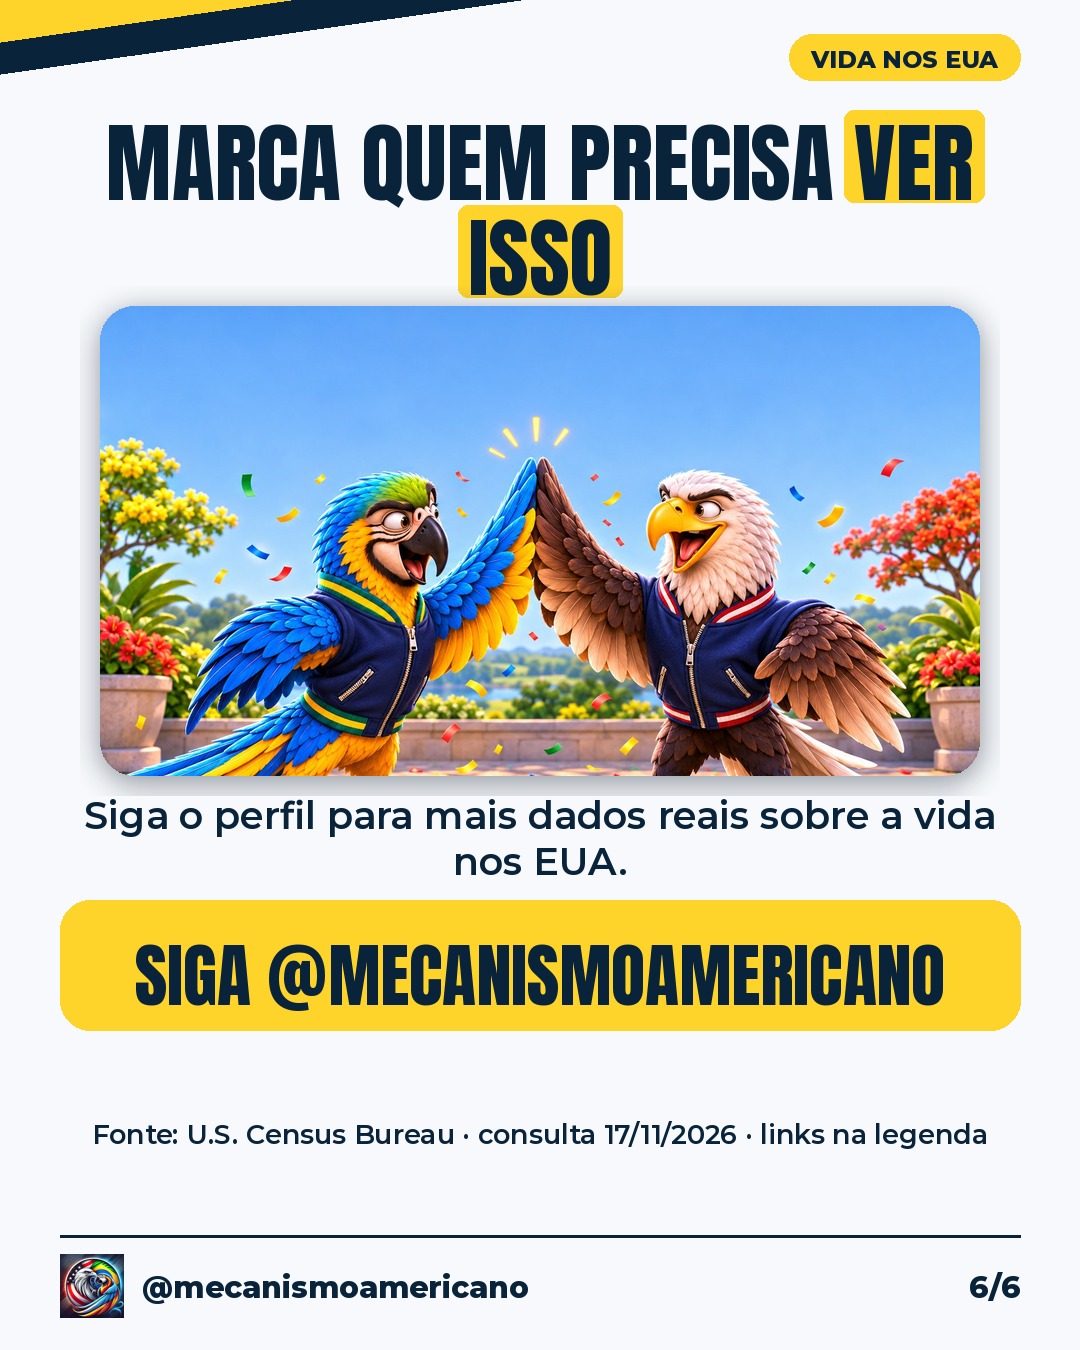 VIDA NOS EUA
MARCA QUEM PRECISA VER
ISSO
Siga o perfil para mais dados reais sobre a vida
nos EUA.
SIGA @MECANISMOAMERICANO
Fonte: U.S. Census Bureau · consulta 17/11/2026 · links na legenda
@mecanismoamericano
6/6